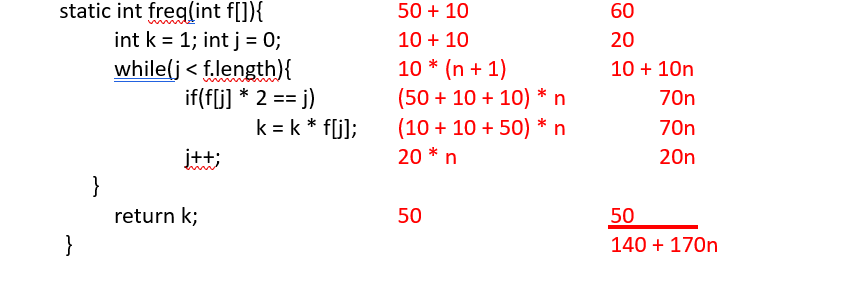 static int freq(int f[]){ 50 + 10 60
int k = 1; int j = 0; 10 + 10 20
while(j < f.length){ 10 * (n + 1) 10 + 10n
if(f[j] * 2 == j) (50 + 10 + 10) * n 70n
k = k * f[j]; (10 + 10 + 50) * n 70n
j++; 20 * n 20n
}
return k; 50 50
} 140 + 170n